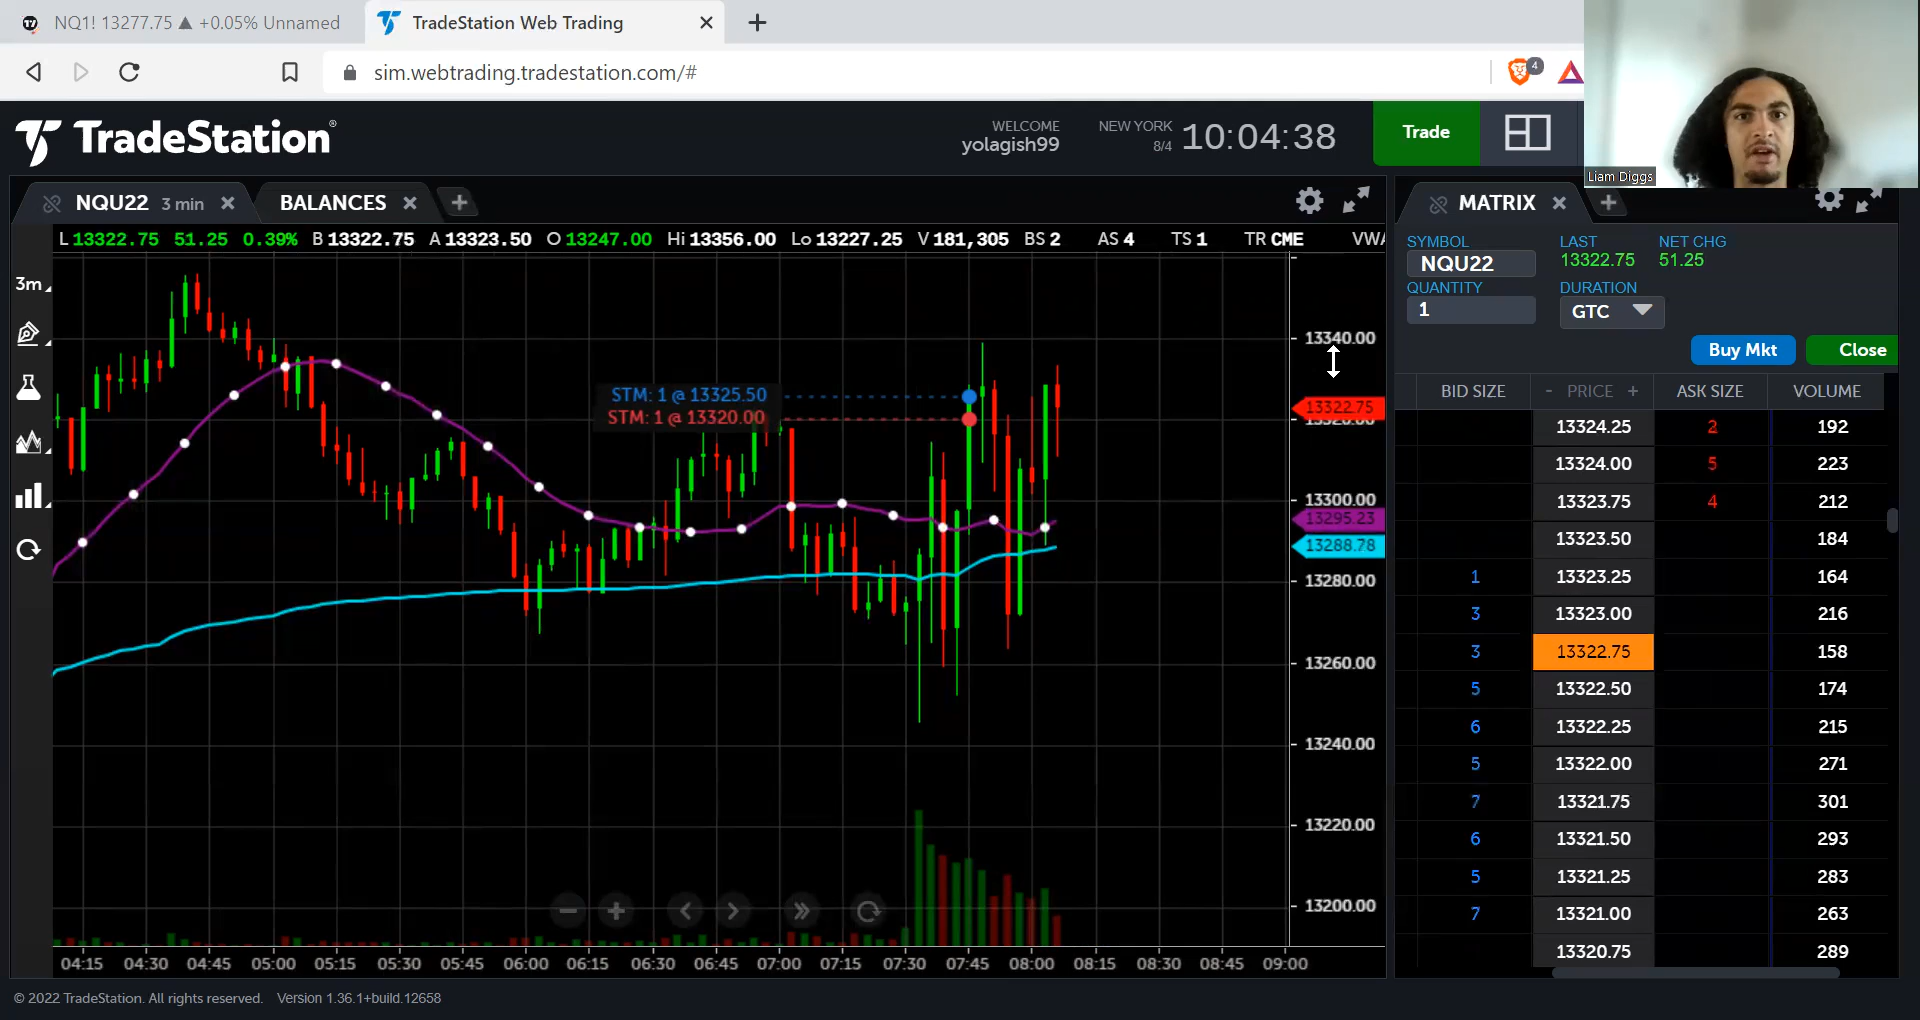 NQ1! 13277.75 ▲ +0.05% Unnamed
TradeStation Web Trading
sim.webtrading.tradestation.com/#
4
TradeStation
WELCOME
yolagish99
NEW YORK
8/4
10:04:38
Trade
Liam Diggs
NQU22 3 min
BALANCES
L 13322.75 51.25 0.39% B 13322.75 A 13323.50 O 13247.00 Hi 13356.00 Lo 13227.25 V 181,305 BS 2 AS 4 TS 1 TR CME VWA
3m
STM: 1 @ 13325.50
STM: 1 @ 13320.00
13340.00
13322.75
13320.00
13300.00
13295.23
13288.78
13280.00
13260.00
13240.00
13220.00
13200.00
04:15 04:30 04:45 05:00 05:15 05:30 05:45 06:00 06:15 06:30 06:45 07:00 07:15 07:30 07:45 08:00 08:15 08:30 08:45 09:00
MATRIX
SYMBOL
NQU22
LAST
13322.75
NET CHG
51.25
QUANTITY
1
DURATION
GTC
Buy Mkt
Close
BID SIZE - PRICE + ASK SIZE VOLUME
13324.25 2 192
13324.00 5 223
13323.75 4 212
13323.50 184
1 13323.25 164
3 13323.00 216
3 13322.75 158
5 13322.50 174
6 13322.25 215
5 13322.00 271
7 13321.75 301
6 13321.50 293
5 13321.25 283
7 13321.00 263
13320.75 289
© 2022 TradeStation. All rights reserved. Version 1.36.1+build.12658